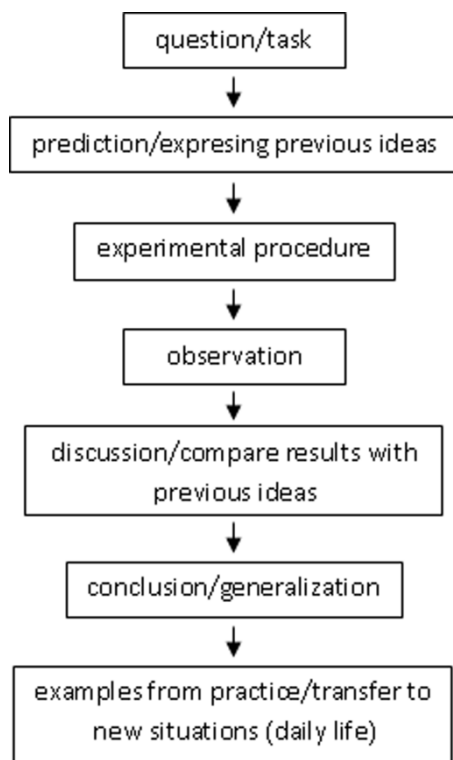 question/task
prediction/expresing previous ideas
experimental procedure
observation
discussion/compare results with
previous ideas
conclusion/generalization
examples from practice/transfer to
new situations (daily life)